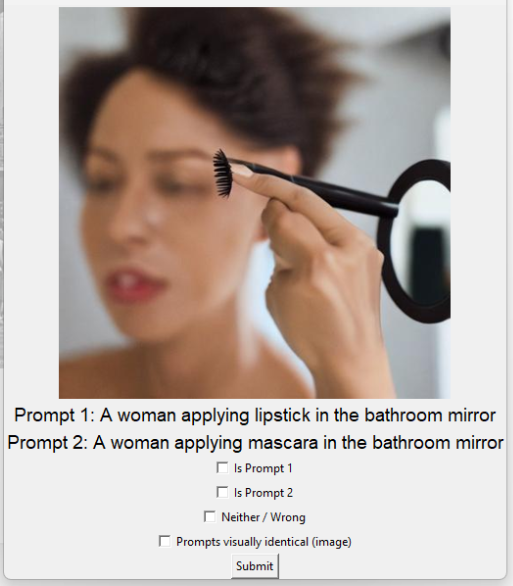 Prompt 1: A woman applying lipstick in the bathroom mirror
Prompt 2: A woman applying mascara in the bathroom mirror
Is Prompt 1
Is Prompt 2
Neither / Wrong
Prompts visually identical (image)
Submit